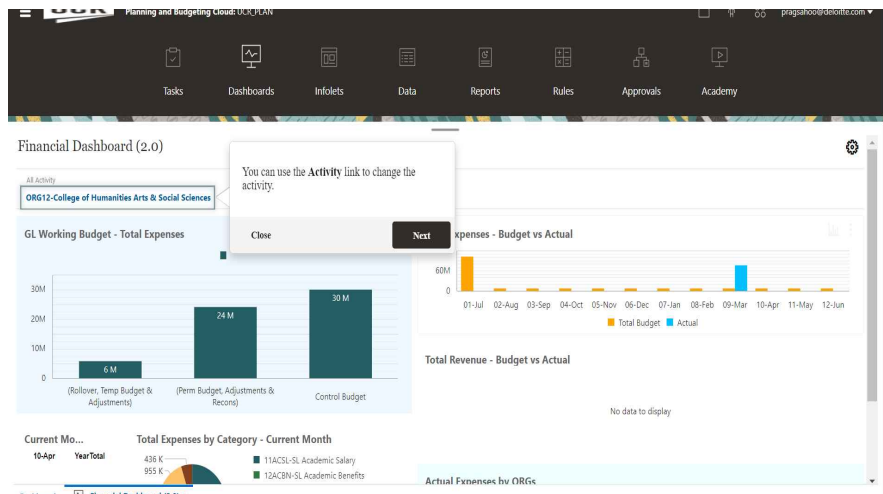 UCR Planning and Budgeting Cloud: UCR_PLAN pragsahoo@deloitte.com
Tasks Dashboards Infolets Data Reports Rules Approvals Academy
Financial Dashboard (2.0)
All Activity
ORG12-College of Humanities Arts & Social Sciences
You can use the Activity link to change the
activity.
Close Next
GL Working Budget - Total Expenses
30M
20M
10M
0
6 M
24 M
30 M
(Rollover, Temp Budget &
Adjustments)
(Perm Budget, Adjustments &
Recons)
Control Budget
xpenses - Budget vs Actual
60M
0
01-Jul 02-Aug 03-Sep 04-Oct 05-Nov 06-Dec 07-Jan 08-Feb 09-Mar 10-Apr 11-May 12-Jun
Total Budget Actual
Total Revenue - Budget vs Actual
No data to display
Current Mo...
10-Apr YearTotal
Total Expenses by Category - Current Month
436 K
955 K
11ACSL-SL Academic Salary
12ACBN-SL Academic Benefits
Actual Expenses by ORGs